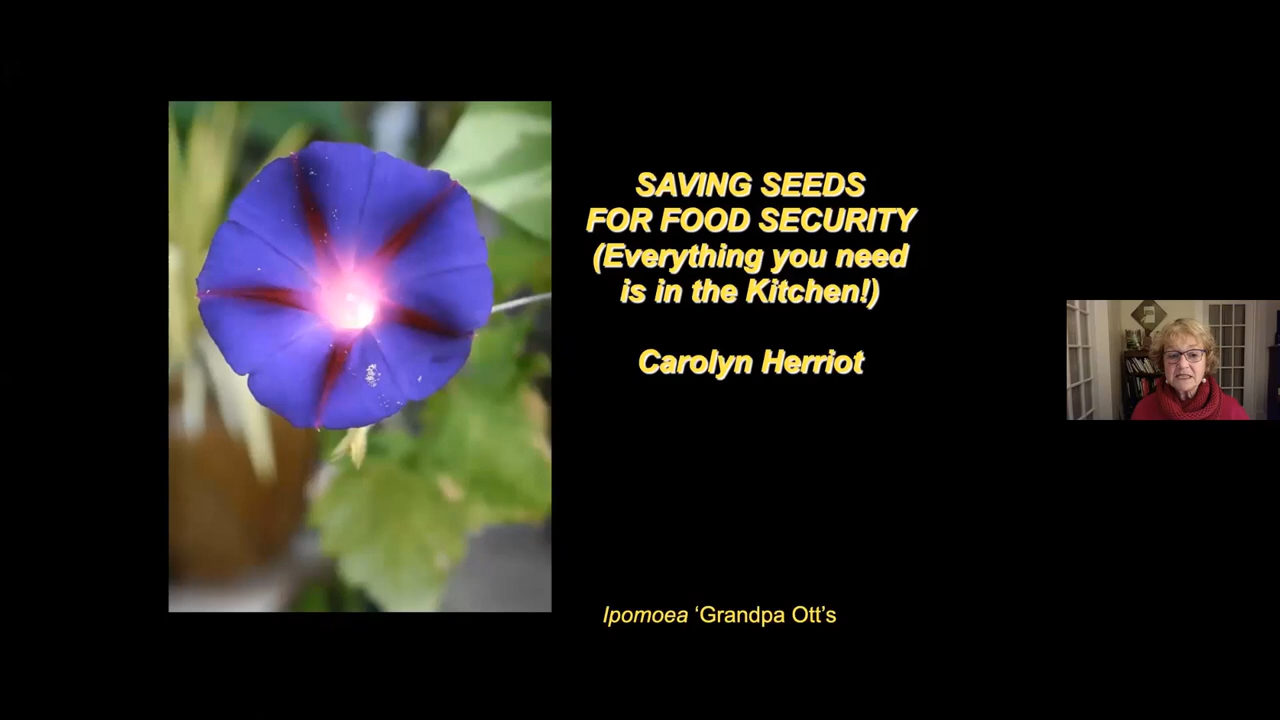 SAVING SEEDS
FOR FOOD SECURITY
(Everything you need
is in the Kitchen!)
Carolyn Herriot
Ipomoea ‘Grandpa Ott’s